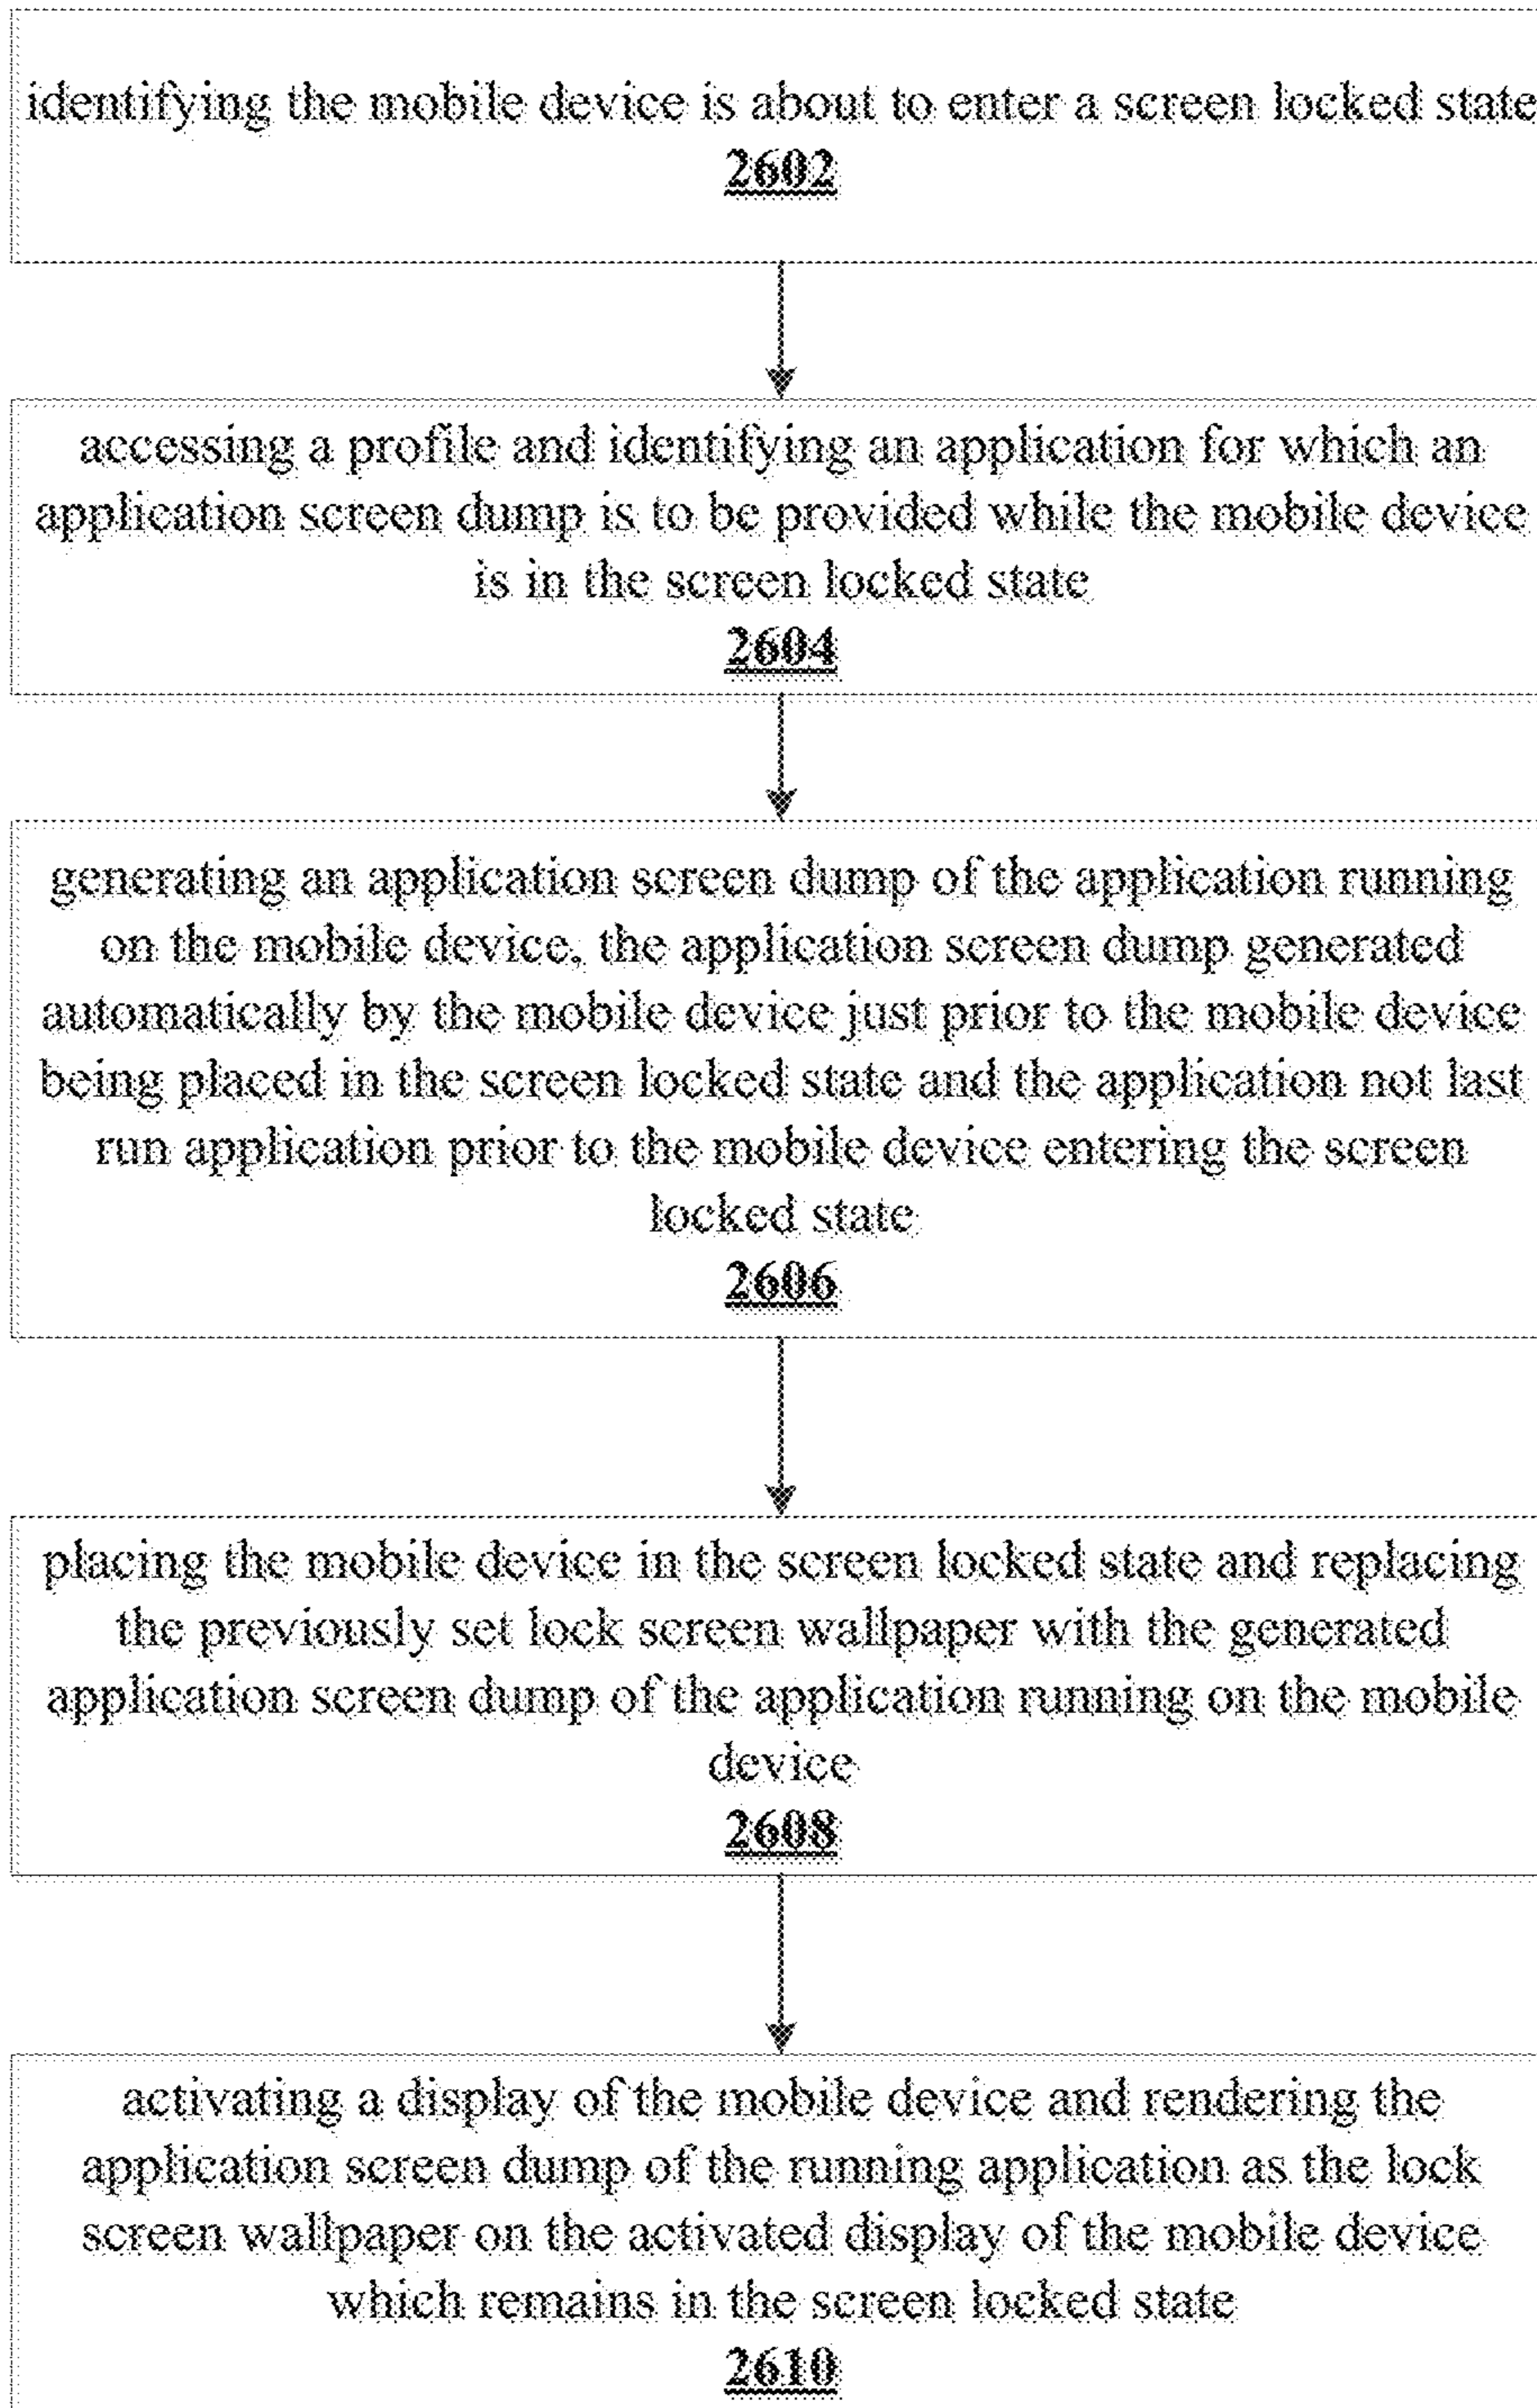 identifying the mobile device is about to enter a screen locked state
2602
accessing a profile and identifying an application for which an
application screen dump is to be provided while the mobile device
is in the screen locked state
2604
generating an application screen dump of the application running
on the mobile device, the application screen dump generated
automatically by the mobile device just prior to the mobile device
being placed in the screen locked state and the application not last
run application prior to the mobile device entering the screen
locked state
2606
placing the mobile device in the screen locked state and replacing
the previously set lock screen wallpaper with the generated
application screen dump of the application running on the mobile
device
2608
activating a display of the mobile device and rendering the
application screen dump of the running application as the lock
screen wallpaper on the activated display of the mobile device
which remains in the screen locked state
2610